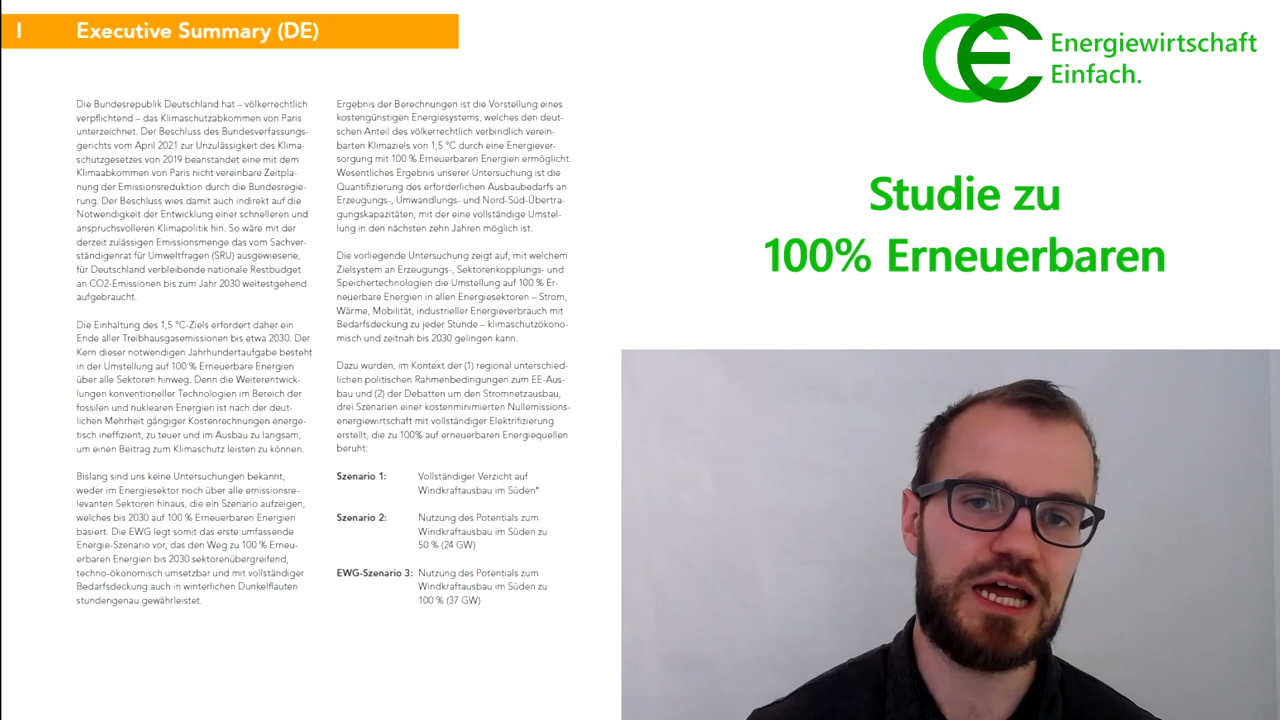 I Executive Summary (DE)
Die Bundesrepublik Deutschland hat – völkerrechtlich
verpflichtend – das Klimaschutzabkommen von Paris
unterzeichnet. Der Beschluss des Bundesverfassungs-
gerichts vom April 2021 zur Unzulässigkeit des Klima-
schutzgesetzes von 2019 beanstandet eine mit dem
Klimaabkommen von Paris nicht vereinbare Zeitpla-
nung der Emissionsreduktion durch die Bundesregie-
rung. Der Beschluss wies damit auch indirekt auf die
Notwendigkeit der Entwicklung einer schnelleren und
anspruchsvolleren Klimapolitik hin. So wäre mit der
derzeit zulässigen Emissionsmenge das vom Sachver-
ständigenrat für Umweltfragen (SRU) ausgewiesene,
für Deutschland verbleibende nationale Restbudget
an CO2-Emissionen bis zum Jahr 2030 weitestgehend
aufgebraucht.
Die Einhaltung des 1,5 °C-Ziels erfordert daher ein
Ende aller Treibhausgasemissionen bis etwa 2030. Der
Kern dieser notwendigen Jahrhundertaufgabe besteht
in der Umstellung auf 100 % Erneuerbare Energien
über alle Sektoren hinweg. Denn die Weiterentwick-
lungen konventioneller Technologien im Bereich der
fossilen und nuklearen Energien ist nach der deut-
lichen Mehrheit gängiger Kostenrechnungen energe-
tisch ineffizient, zu teuer und im Ausbau zu langsam,
um einen Beitrag zum Klimaschutz leisten zu können.
Bislang sind uns keine Untersuchungen bekannt,
weder im Energiesektor noch über alle emissionsre-
levanten Sektoren hinaus, die ein Szenario aufzeigen,
welches bis 2030 auf 100 % Erneuerbaren Energien
basiert. Die EWG legt somit das erste umfassende
Energie-Szenario vor, das den Weg zu 100 % Erneu-
erbaren Energien bis 2030 sektorenübergreifend,
techno-ökonomisch umsetzbar und mit vollständiger
Bedarfsdeckung auch in winterlichen Dunkelflauten
stundengenau gewährleistet.
Ergebnis der Berechnungen ist die Vorstellung eines
kostengünstigen Energiesystems, welches den deut-
schen Anteil des völkerrechtlich verbindlich verein-
barten Klimaziels von 1,5 °C durch eine Energiever-
sorgung mit 100 % Erneuerbaren Energien ermöglicht.
Wesentliches Ergebnis unserer Untersuchung ist die
Quantifizierung des erforderlichen Ausbaubedarfs an
Erzeugungs-, Umwandlungs- und Nord-Süd-Übertra-
gungskapazitäten, mit der eine vollständige Umstel-
lung in den nächsten zehn Jahren möglich ist.
Die vorliegende Untersuchung zeigt auf, mit welchem
Zielsystem an Erzeugungs-, Sektorenkopplungs- und
Speichertechnologien die Umstellung auf 100 % Er-
neuerbare Energien in allen Energiesektoren – Strom,
Wärme, Mobilität, industrieller Energieverbrauch mit
Bedarfsdeckung zu jeder Stunde – klimaschutzökono-
misch und zeitnah bis 2030 gelingen kann.
Dazu wurden, im Kontext der (1) regional unterschied-
lichen politischen Rahmenbedingungen zum EE-Aus-
bau und (2) der Debatten um den Stromnetzausbau,
drei Szenarien einer kostenminimierten Nullemissions-
energiewirtschaft mit vollständiger Elektrifizierung
erstellt, die zu 100% auf erneuerbaren Energiequellen
beruht:
Szenario 1: Vollständiger Verzicht auf
Windkraftausbau im Süden*
Szenario 2: Nutzung des Potentials zum
Windkraftausbau im Süden zu
50 % (24 GW)
EWG-Szenario 3: Nutzung des Potentials zum
Windkraftausbau im Süden zu
100 % (37 GW)
Energiewirtschaft
Einfach.
Studie zu
100% Erneuerbaren